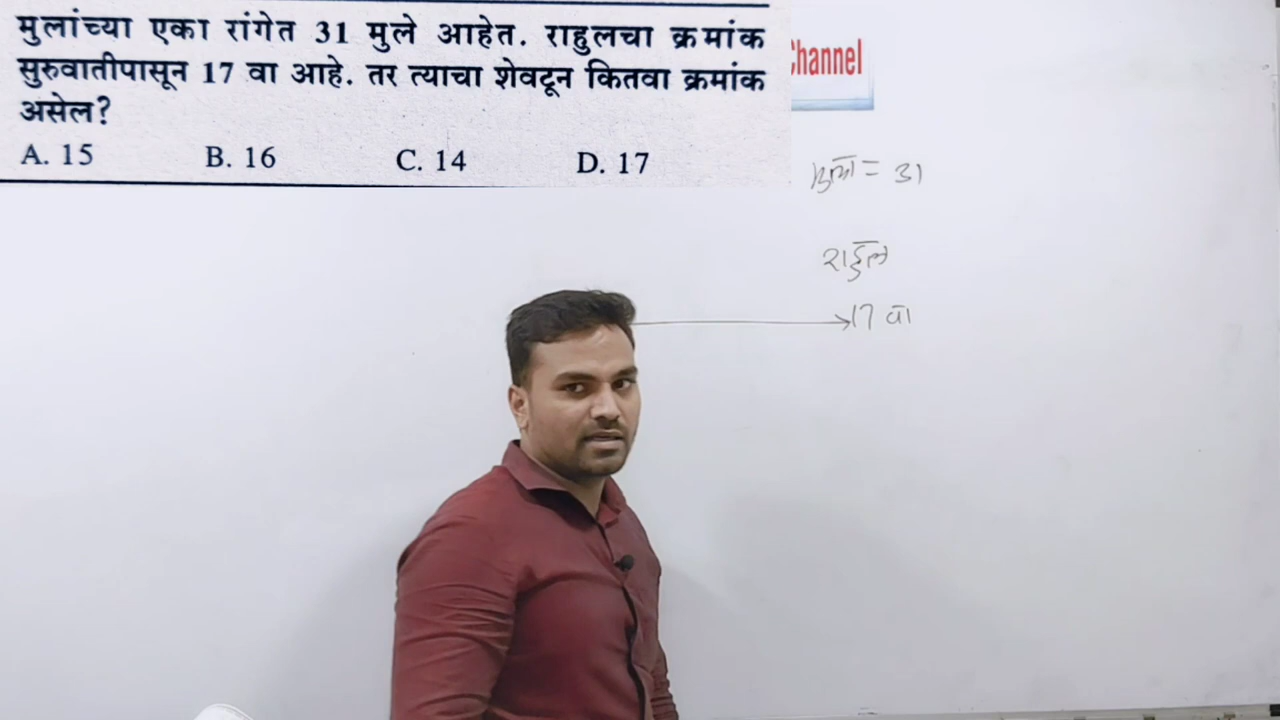 मुलांच्या एका रांगेत 31 मुले आहेत. राहुलचा क्रमांक
सुरुवातीपासून 17 वा आहे. तर त्याचा शेवटून कितवा क्रमांक
असेल?
A. 15 B. 16 C. 14 D. 17
Channel
= 31
राहुल
17 वा